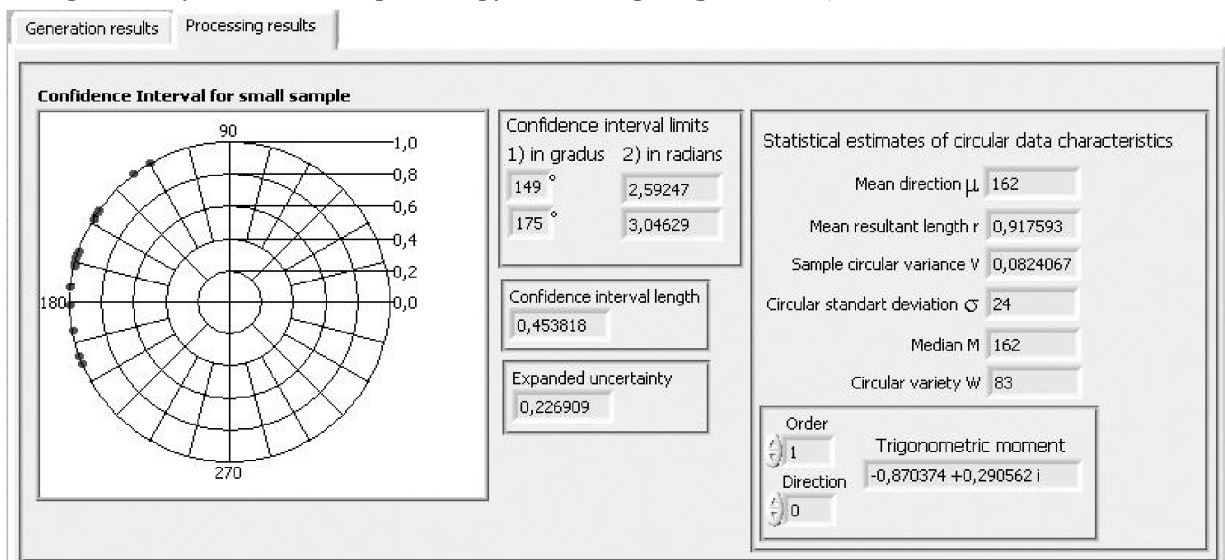 Generation results
Processing results
Confidence Interval for small sample
90
1,0
0,8
0,6
0,4
0,2
180
0,0
270
Confidence interval limits
1) in gradus 2) in radians
149 ° 2,59247
175 ° 3,04629
Confidence interval length
0,453818
Expanded uncertainty
0,226909
Statistical estimates of circular data characteristics
Mean direction μ 162
Mean resultant length r 0,917593
Sample circular variance V 0,0824067
Circular standart deviation σ 24
Median M 162
Circular variety W 83
Order
1
Trigonometric moment
-0,870374 +0,290562 i
Direction
0